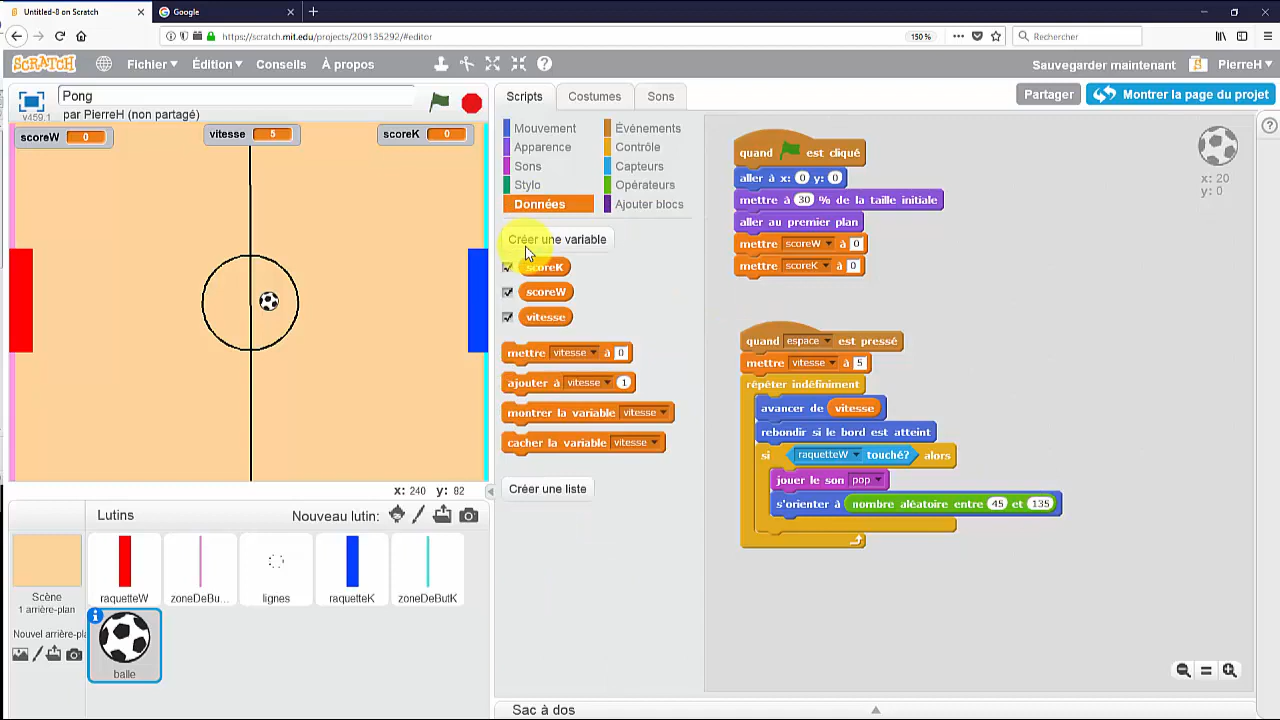 Untitled-8 on Scratch
Google
https://scratch.mit.edu/projects/209135292/#editor
150 %
Rechercher
SCRATCH
Fichier
Édition
Conseils
À propos
Sauvegarder maintenant
PierreH
v459.1
Pong
par PierreH (non partagé)
Scripts
Costumes
Sons
Partager
Montrer la page du projet
scoreW 0
vitesse 5
scoreK 0
Mouvement
Apparence
Sons
Stylo
Données
Évènements
Contrôle
Capteurs
Opérateurs
Ajouter blocs
Créer une variable
scoreK
scoreW
vitesse
mettre vitesse à 0
ajouter à vitesse 1
montrer la variable vitesse
cacher la variable vitesse
Créer une liste
quand est cliqué
aller à x: 0 y: 0
mettre à 30 % de la taille initiale
aller au premier plan
mettre scoreW à 0
mettre scoreK à 0
quand espace est pressé
mettre vitesse à 5
répéter indéfiniment
avancer de vitesse
rebondir si le bord est atteint
si raquetteW touché? alors
jouer le son pop
s'orienter à nombre aléatoire entre 45 et 135
x: 20
y: 0
x: 240 y: 82
Lutins
Nouveau lutin:
Scène
1 arrière-plan
Nouvel arrière-pla
raquetteW
zoneDeBu...
lignes
raquetteK
zoneDeButK
balle
Sac à dos